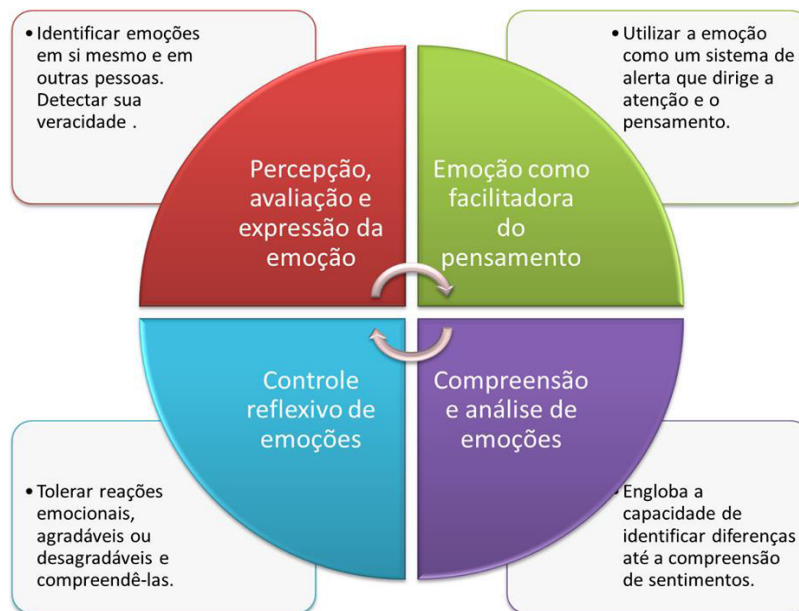 • Identificar emoções
em si mesmo e em
outras pessoas.
Detectar sua
veracidade .
• Utilizar a emoção
como um sistema de
alerta que dirige a
atenção e o
pensamento.
Percepção,
avaliação e
expressão da
emoção
Emoção como
facilitadora
do
pensamento
Controle
reflexivo de
emoções
Compreensão
e análise de
emoções
• Tolerar reações
emocionais,
agradáveis ou
desagradáveis e
compreendê-las.
• Engloba a
capacidade de
identificar diferenças
até a compreensão
de sentimentos.